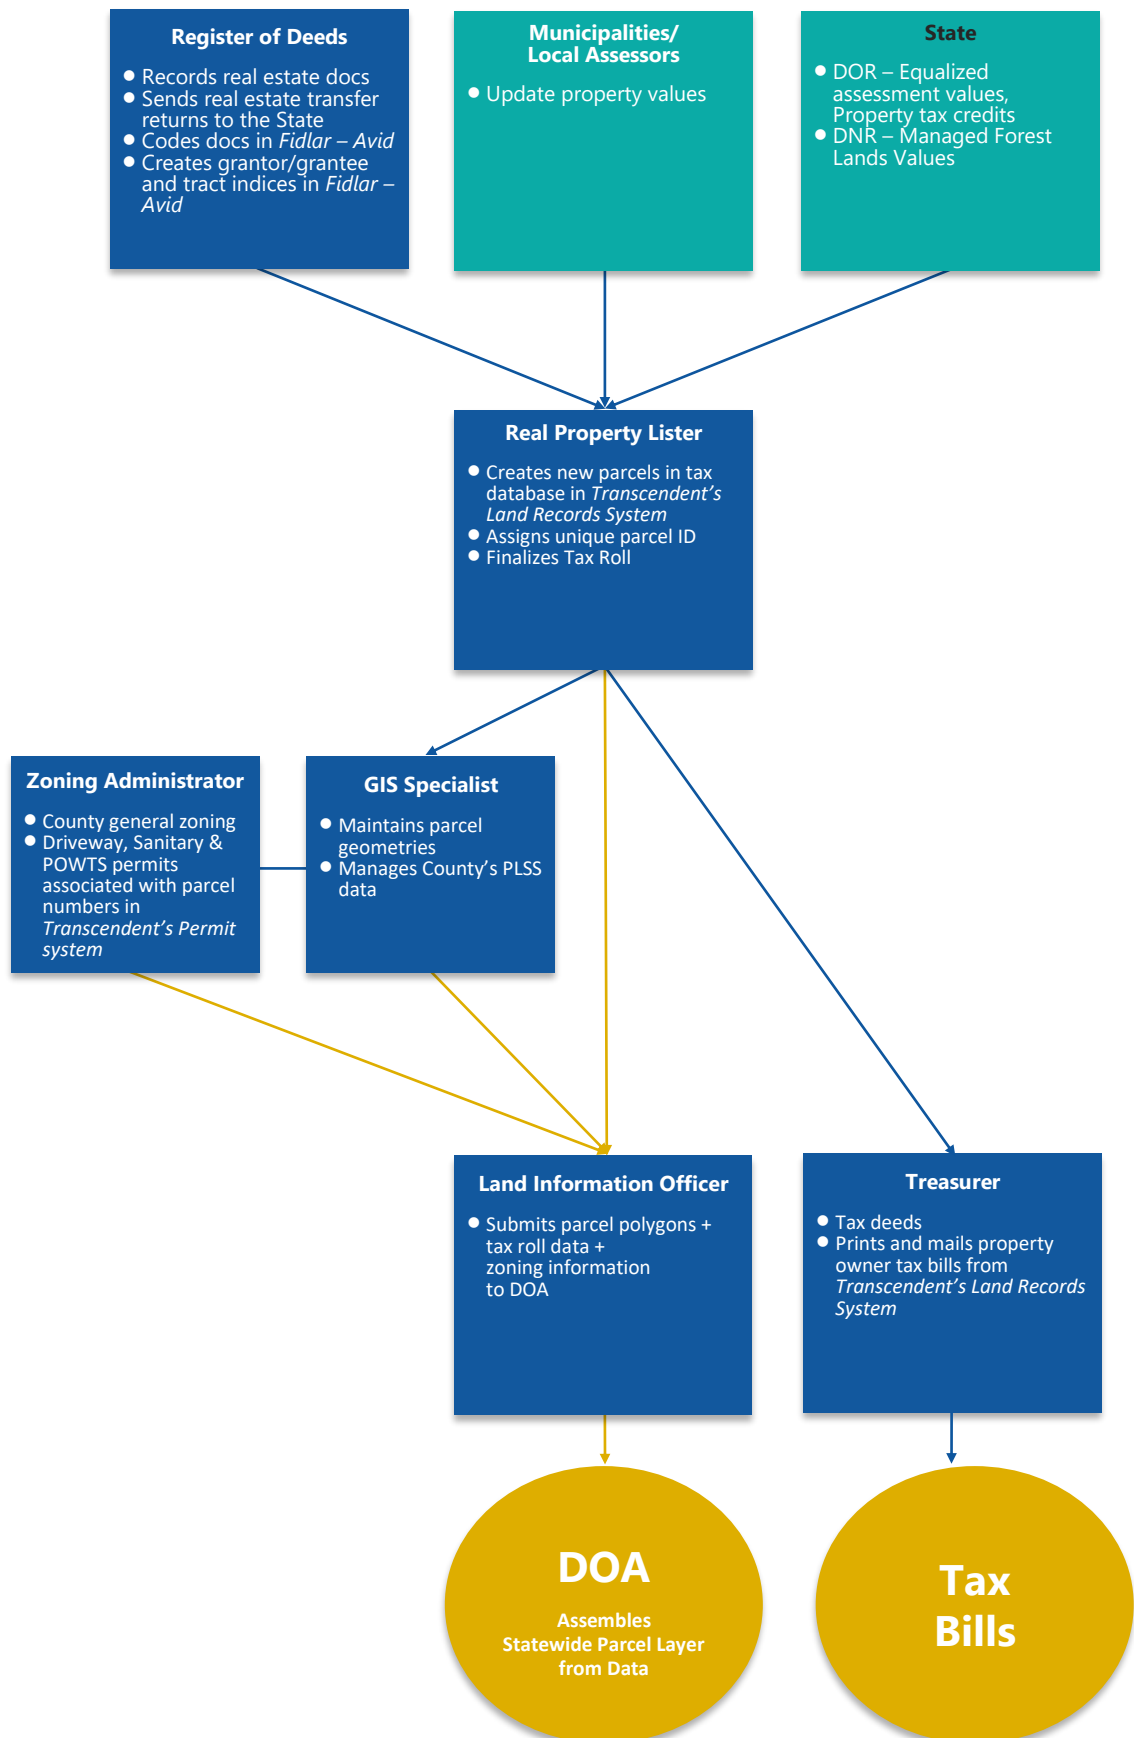 Register of Deeds
● Records real estate docs
● Sends real estate transfer
returns to the State
● Codes docs in Fidlar – Avid
● Creates grantor/grantee
and tract indices in Fidlar –
Avid
Municipalities/
Local Assessors
● Update property values
State
● DOR – Equalized
assessment values,
Property tax credits
● DNR – Managed Forest
Lands Values
Real Property Lister
● Creates new parcels in tax
database in Transcendent's
Land Records System
● Assigns unique parcel ID
● Finalizes Tax Roll
Zoning Administrator
● County general zoning
● Driveway, Sanitary &
POWTS permits
associated with parcel
numbers in
Transcendent's Permit
system
GIS Specialist
● Maintains parcel
geometries
● Manages County's PLSS
data
Land Information Officer
● Submits parcel polygons +
tax roll data +
zoning information
to DOA
Treasurer
● Tax deeds
● Prints and mails property
owner tax bills from
Transcendent's Land Records
System
DOA
Assembles
Statewide Parcel Layer
from Data
Tax
Bills